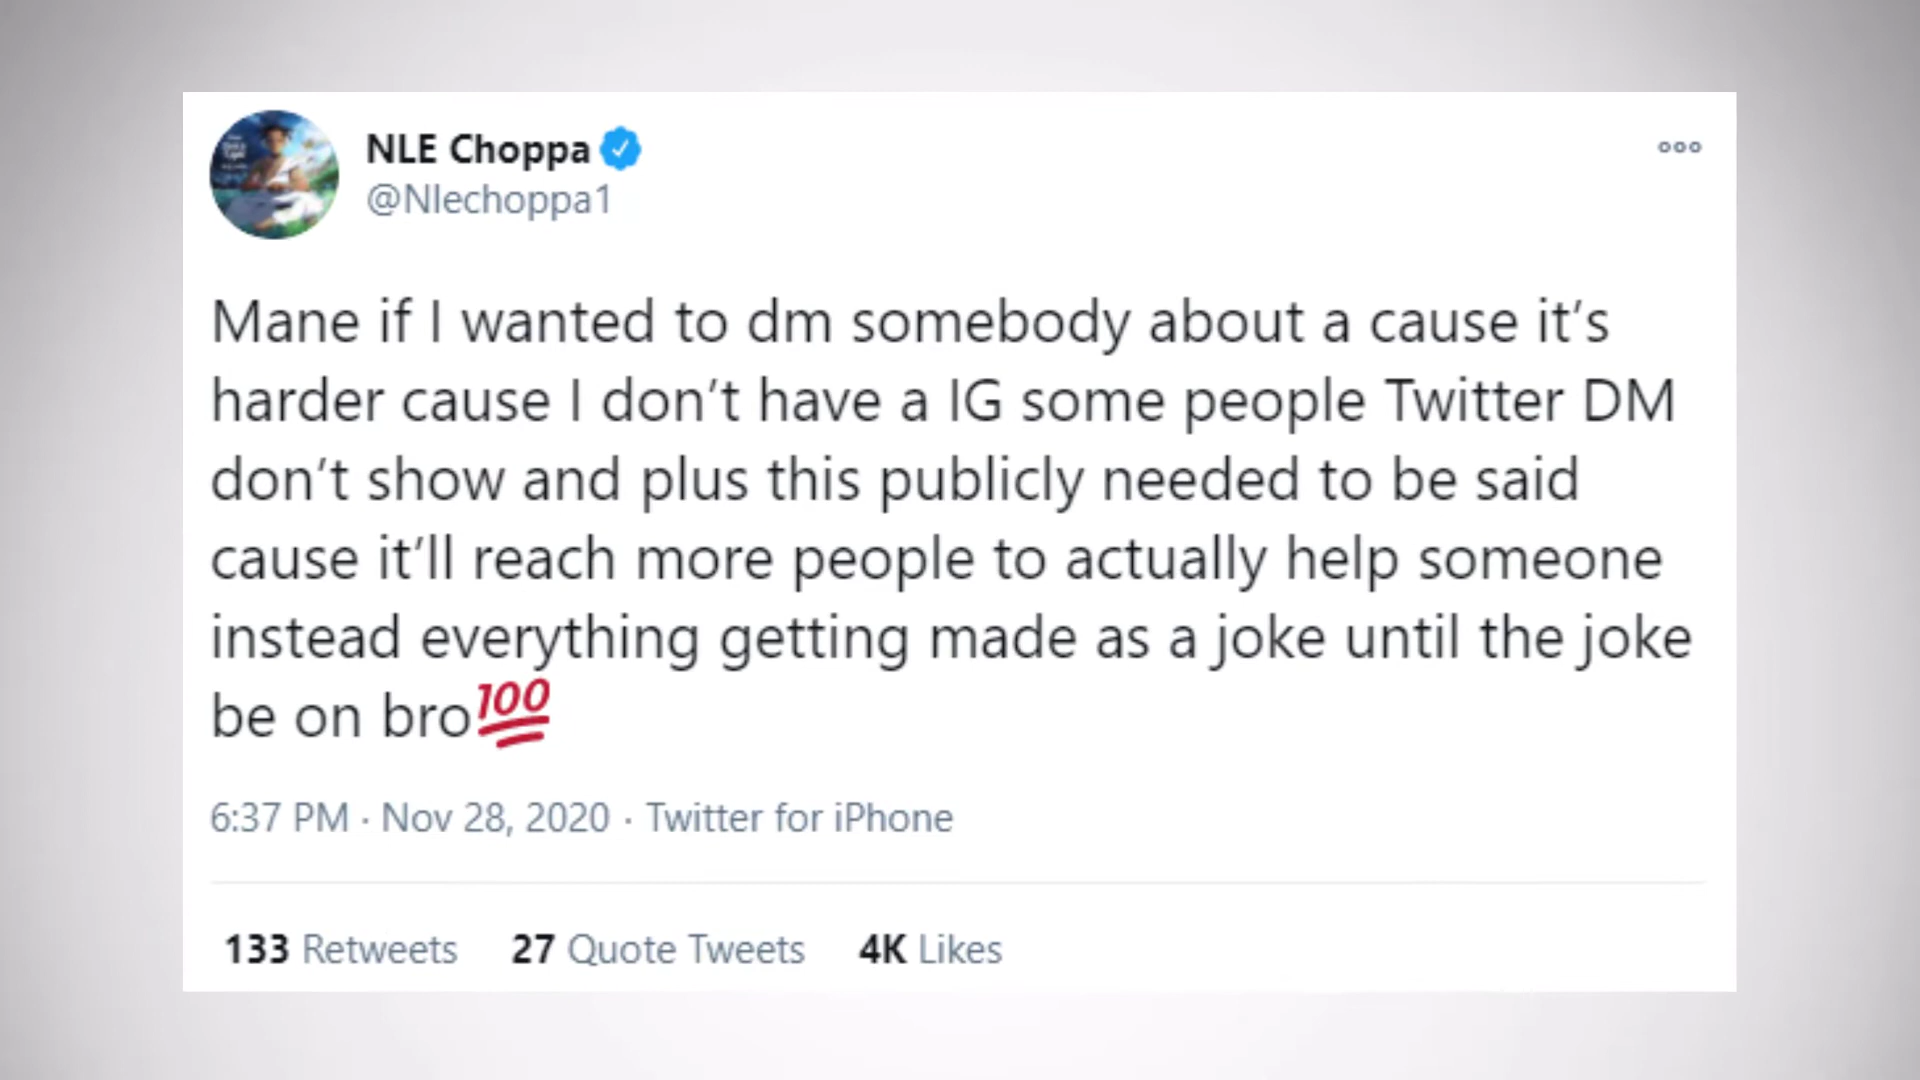 NLE Choppa
@Nlechoppa1
Mane if I wanted to dm somebody about a cause it’s
harder cause I don’t have a IG some people Twitter DM
don’t show and plus this publicly needed to be said
cause it’ll reach more people to actually help someone
instead everything getting made as a joke until the joke
be on bro💯
6:37 PM · Nov 28, 2020 · Twitter for iPhone
133 Retweets 27 Quote Tweets 4K Likes